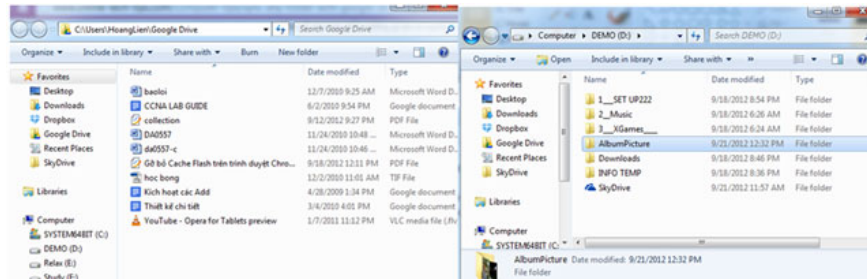 C:\Users\HoangLien\Google Drive
Search Google Drive
Organize Include in library Share with Burn New folder
Favorites
Desktop
Downloads
Dropbox
Google Drive
Recent Places
SkyDrive
Libraries
Computer
SYSTEM64BIT (C:)
DEMO (D:)
Relax (E:)
Study (F:)
Name Date modified Type
baoloi 12/7/2010 9:25 AM Microsoft Word D...
CCNA LAB GUIDE 6/2/2010 9:54 PM Google document
collection 9/12/2012 9:27 PM PDF File
DA0557 11/24/2010 10:48 ... Microsoft Word D...
da0557-c 11/24/2010 10:46 ... Microsoft Word D...
Gỡ bỏ Cache Flash trên trình duyệt Chro... 9/18/2012 12:11 PM PDF File
hoc bong 12/2/2010 11:01 AM TIF File
Kich hoat các Add 4/28/2009 1:34 PM Google document
Thiết kế chi tiết 3/4/2010 4:01 PM Google document
YouTube - Opera for Tablets preview 1/7/2011 11:12 PM VLC media file (.flv
Computer DEMO (D:)
Search DEMO (D:)
Organize Open Include in library Share with »
Favorites
Desktop
Downloads
Dropbox
Google Drive
Recent Places
SkyDrive
Libraries
Computer
SYSTEM64BIT (C:)
Name Date modified Type
1__SET UP222 9/18/2012 8:54 PM File folder
2_Music 9/18/2012 6:26 AM File folder
3__XGames___ 9/18/2012 6:24 AM File folder
AlbumPicture 9/21/2012 12:32 PM File folder
Downloads 9/18/2012 8:46 PM File folder
INFO TEMP 9/18/2012 8:36 PM File folder
SkyDrive 9/21/2012 11:57 AM File folder
AlbumPicture Date modified: 9/21/2012 12:32 PM
File folder